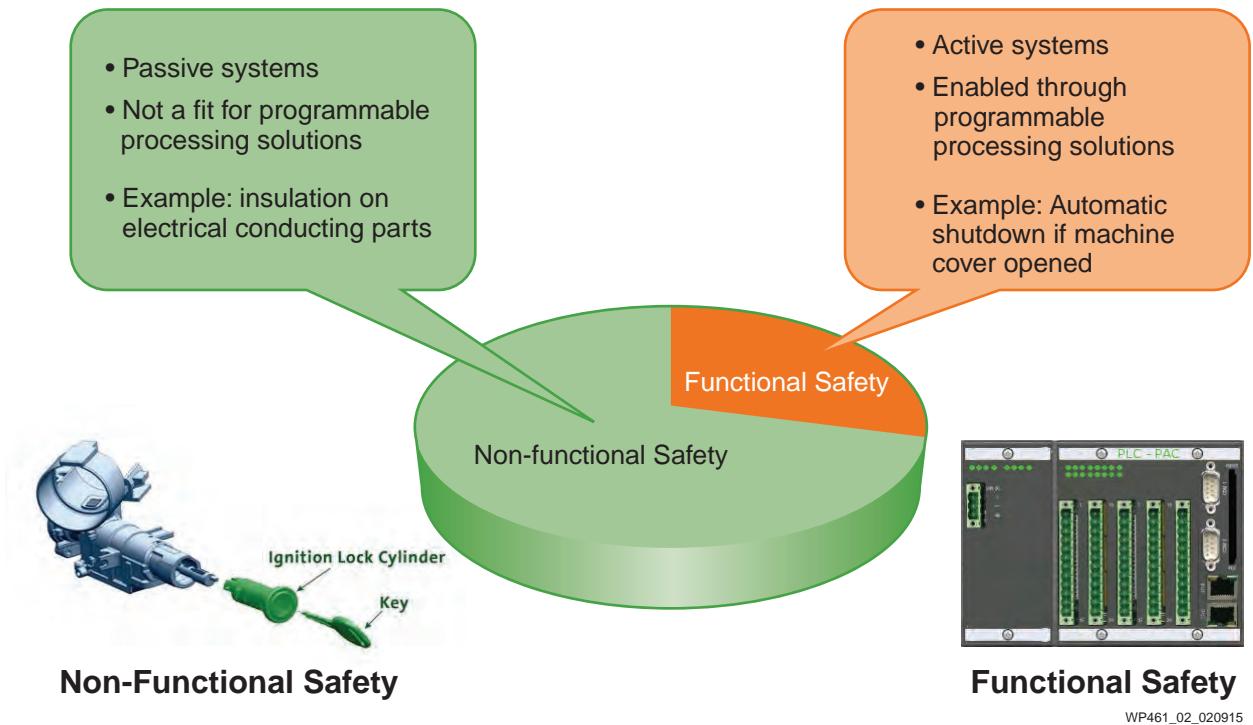 • Passive systems
• Not a fit for programmable
processing solutions
• Example: insulation on
electrical conducting parts
• Active systems
• Enabled through
programmable
processing solutions
• Example: Automatic
shutdown if machine
cover opened
Functional Safety
Non-functional Safety
Ignition Lock Cylinder
Key
PLC - PAC
Non-Functional Safety
Functional Safety
WP461_02_020915